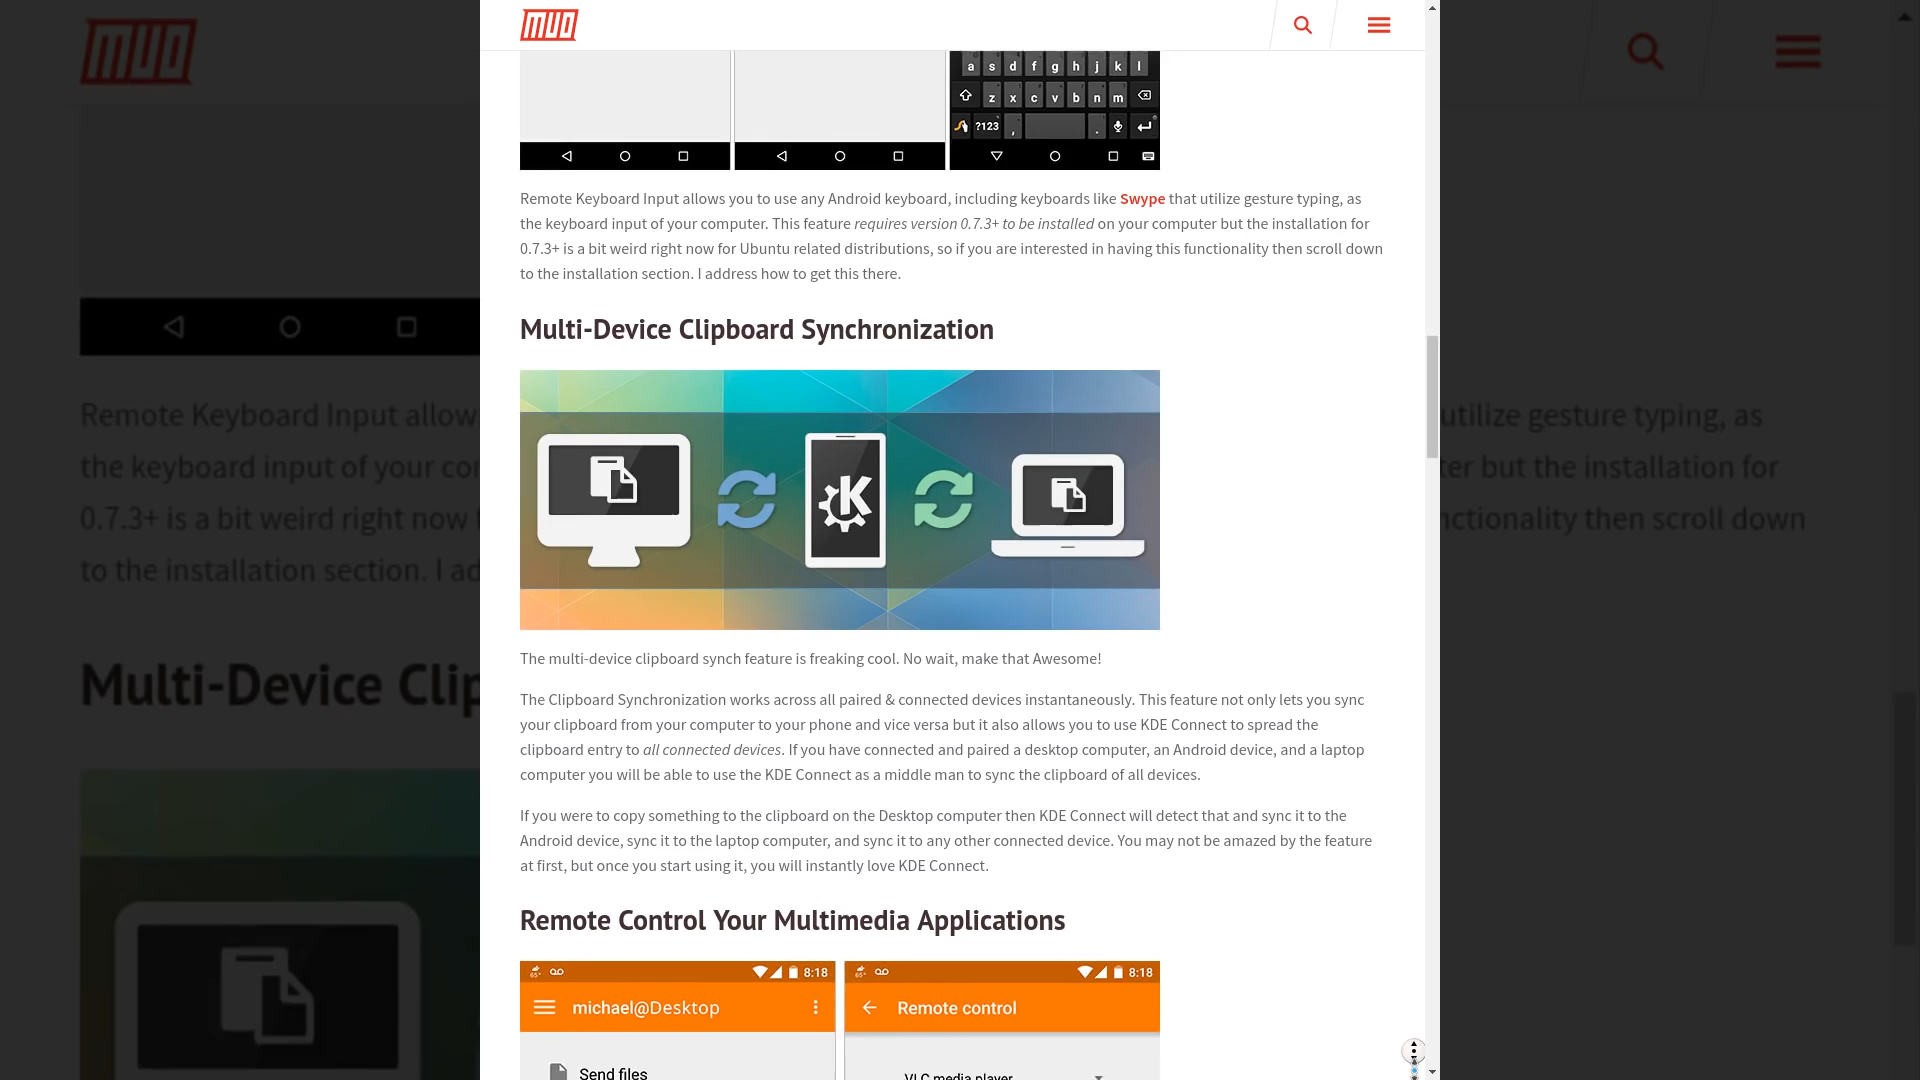 MUO
a s d f g h j k l
z x c v b n m
?123 , .
Remote Keyboard Input allows you to use any Android keyboard, including keyboards like Swype that utilize gesture typing, as
the keyboard input of your computer. This feature requires version 0.7.3+ to be installed on your computer but the installation for
0.7.3+ is a bit weird right now for Ubuntu related distributions, so if you are interested in having this functionality then scroll down
to the installation section. I address how to get this there.
Multi-Device Clipboard Synchronization
The multi-device clipboard synch feature is freaking cool. No wait, make that Awesome!
The Clipboard Synchronization works across all paired & connected devices instantaneously. This feature not only lets you sync
your clipboard from your computer to your phone and vice versa but it also allows you to use KDE Connect to spread the
clipboard entry to all connected devices. If you have connected and paired a desktop computer, an Android device, and a laptop
computer you will be able to use the KDE Connect as a middle man to sync the clipboard of all devices.
If you were to copy something to the clipboard on the Desktop computer then KDE Connect will detect that and sync it to the
Android device, sync it to the laptop computer, and sync it to any other connected device. You may not be amazed by the feature
at first, but once you start using it, you will instantly love KDE Connect.
Remote Control Your Multimedia Applications
65° 8:18 65° 8:18
michael@Desktop Remote control
Send files VLC media player
MUO
Remote Keyboard Input allow utilize gesture typing, as
the keyboard input of your co ter but the installation for
0.7.3+ is a bit weird right now nctionality then scroll down
to the installation section. I ad
Multi-Device Clip